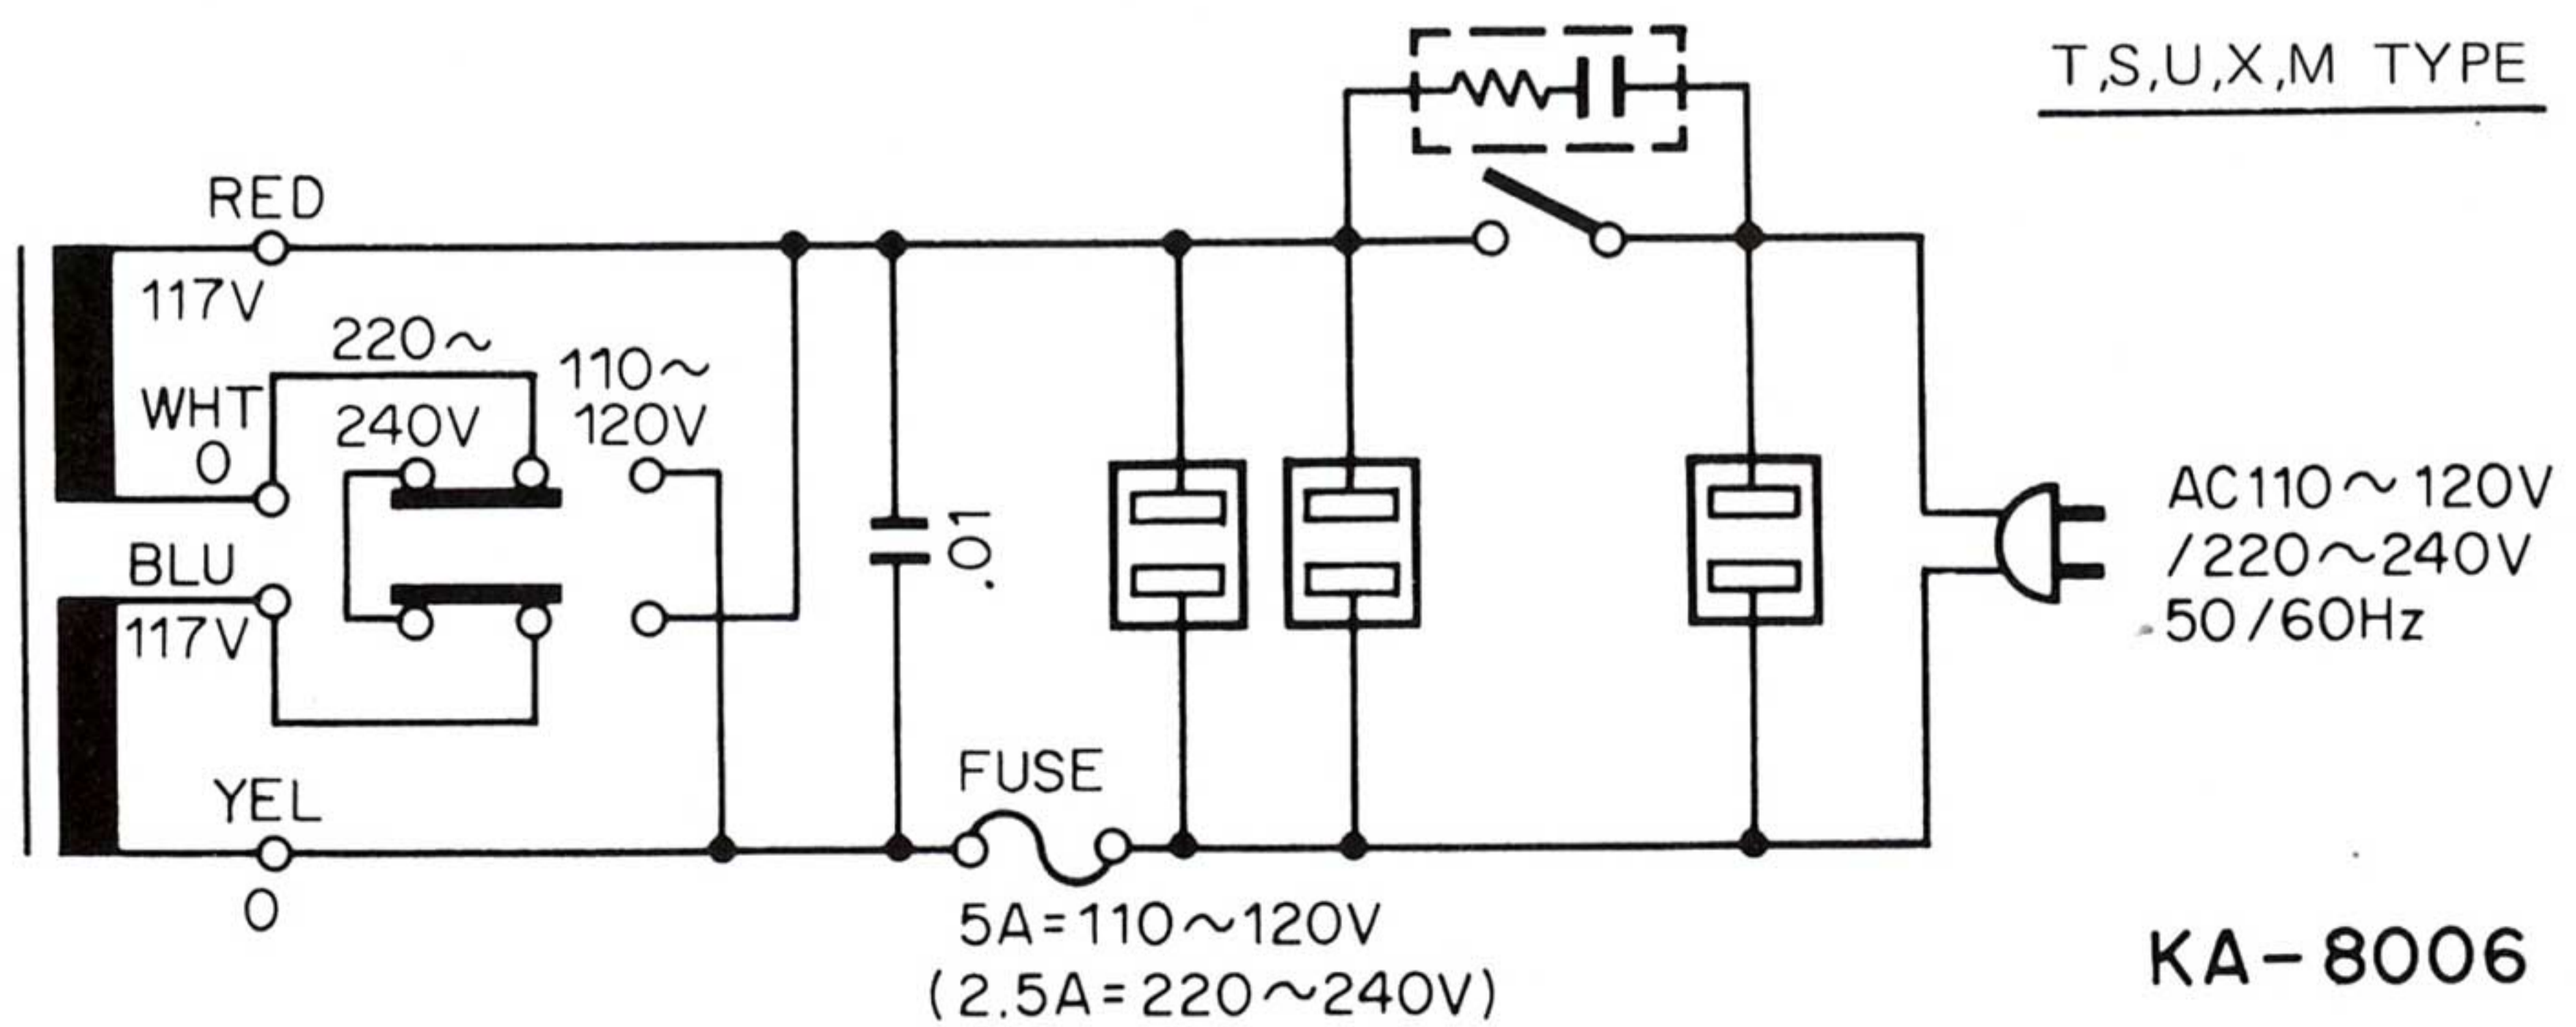 T,S,U,X,M TYPE
RED
117V
220~
240V
110~
120V
WHT
0
BLU
117V
YEL
0
.01
FUSE
5A=110~120V
(2.5A=220~240V)
AC110~120V
/220~240V
50/60Hz
KA-8006